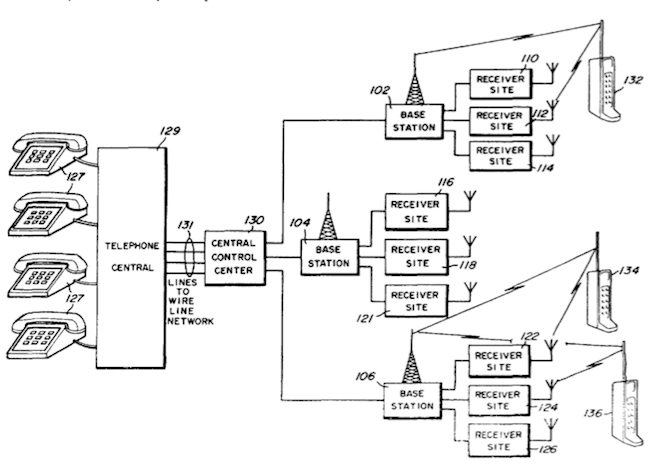 110
RECEIVER
SITE
132
102
BASE
STATION
RECEIVER
SITE
112
129
RECEIVER
SITE
114
127
127
116
131
130
104
RECEIVER
SITE
TELEPHONE
CENTRAL
CENTRAL
CONTROL
CENTER
BASE
STATION
RECEIVER
SITE
118
134
127
LINES
TO
WIRE
LINE
NETWORK
RECEIVER
SITE
121
127
122
RECEIVER
SITE
106
BASE
STATION
RECEIVER
SITE
124
136
RECEIVER
SITE
126